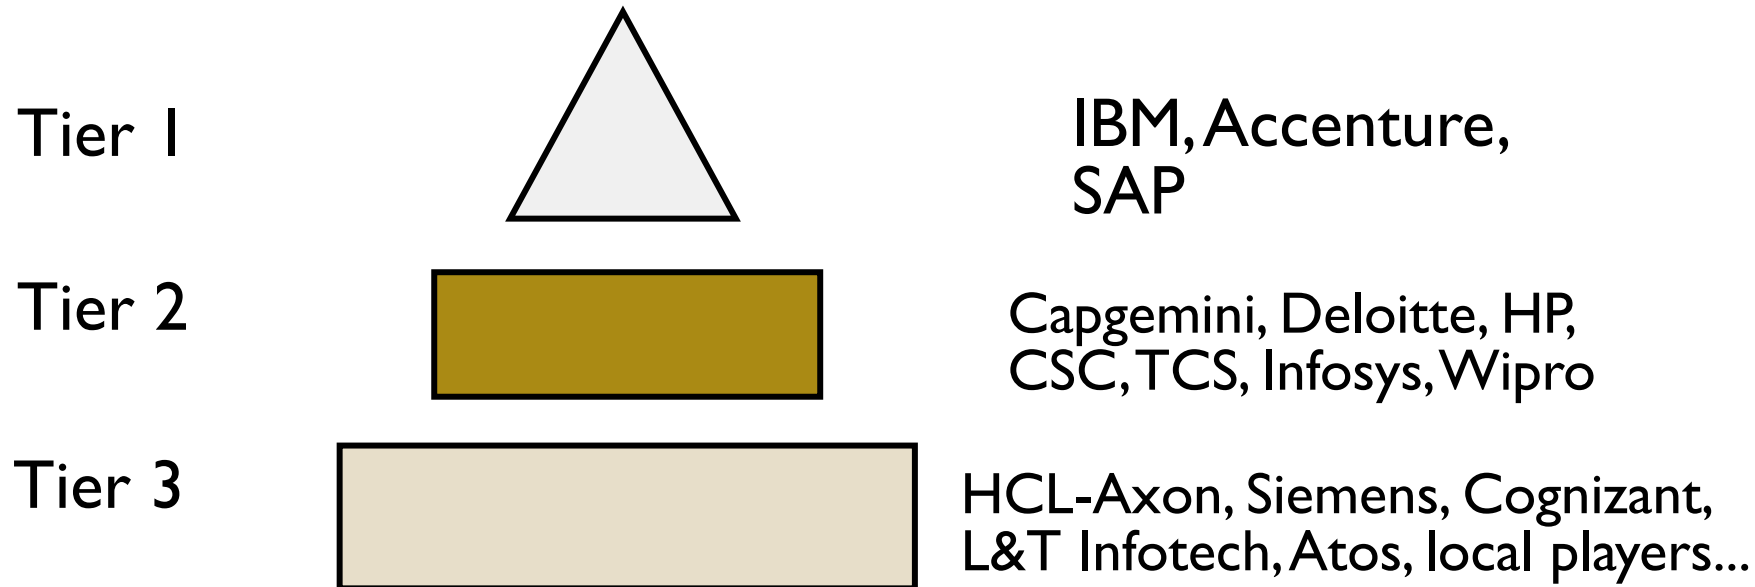 Tier 1
IBM, Accenture,
SAP
Tier 2
Capgemini, Deloitte, HP,
CSC, TCS, Infosys, Wipro
Tier 3
HCL-Axon, Siemens, Cognizant,
L&T Infotech, Atos, local players...